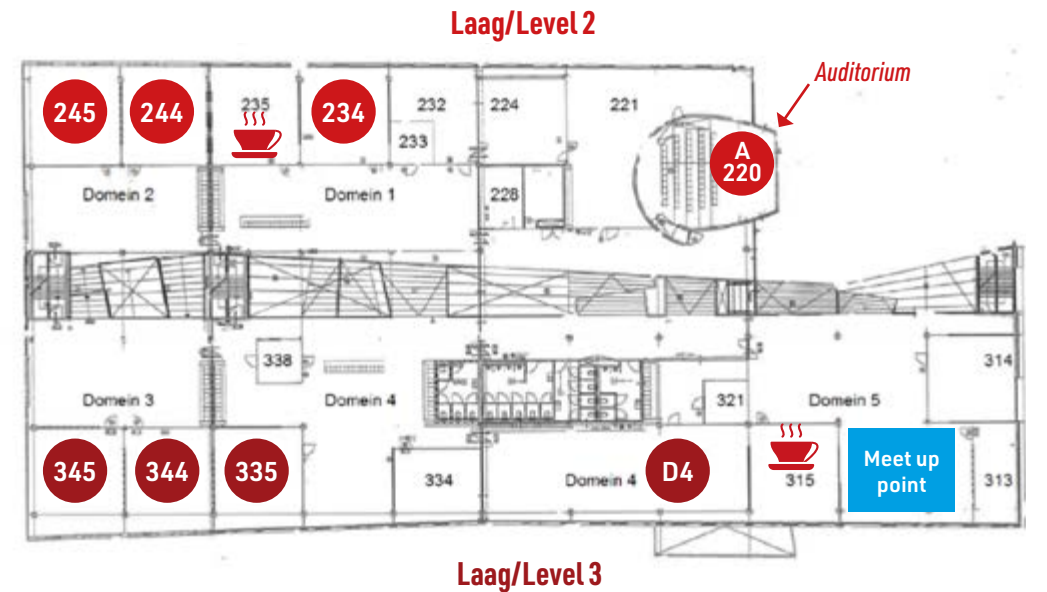 Laag/Level 2
Auditorium
245
244
235
234
232
233
224
221
A
220
228
Domein 2
Domein 1
338
314
Domein 3
Domein 4
321
Domein 5
345
344
335
334
Domein 4
D4
315
Meet up
point
313
Laag/Level 3